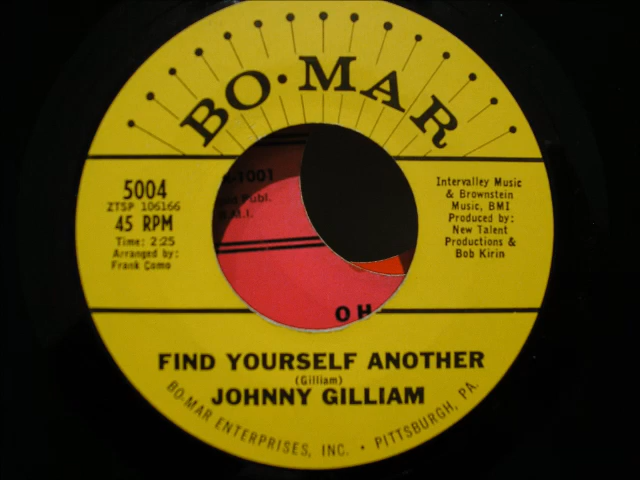 BO·MAR
5004
ZTSP 106166
45 RPM
Time: 2:25
Arranged by:
Frank Como
Intervalley Music
& Brownstein
Music, BMI
Produced by:
New Talent
Productions &
Bob Kirin
-1001
Publ.
M.I.
OH
FIND YOURSELF ANOTHER
(Gilliam)
JOHNNY GILLIAM
BO-MAR ENTERPRISES, INC. • PITTSBURGH, PA.